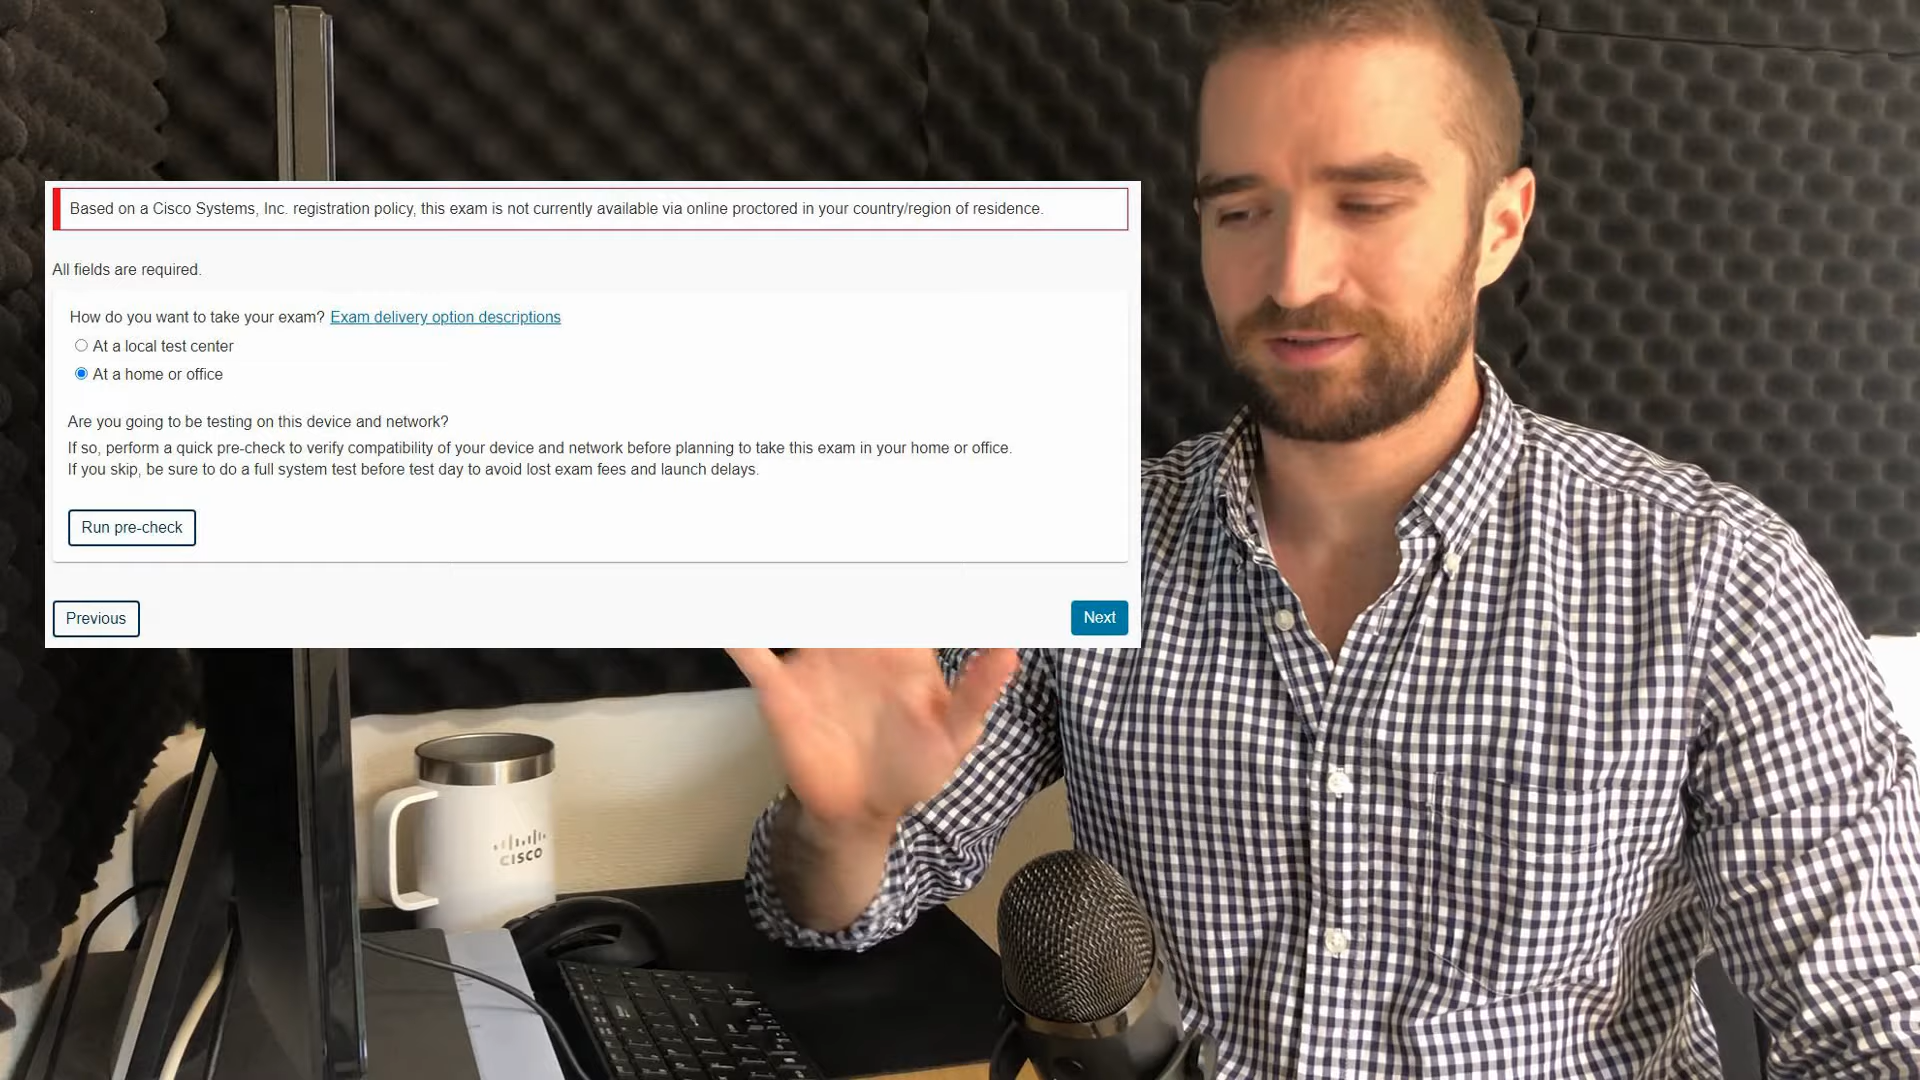 Based on a Cisco Systems, Inc. registration policy, this exam is not currently available via online proctored in your country/region of residence.
All fields are required.
How do you want to take your exam? Exam delivery option descriptions
At a local test center
At a home or office
Are you going to be testing on this device and network?
If so, perform a quick pre-check to verify compatibility of your device and network before planning to take this exam in your home or office.
If you skip, be sure to do a full system test before test day to avoid lost exam fees and launch delays.
Run pre-check
Previous
Next
CISCO